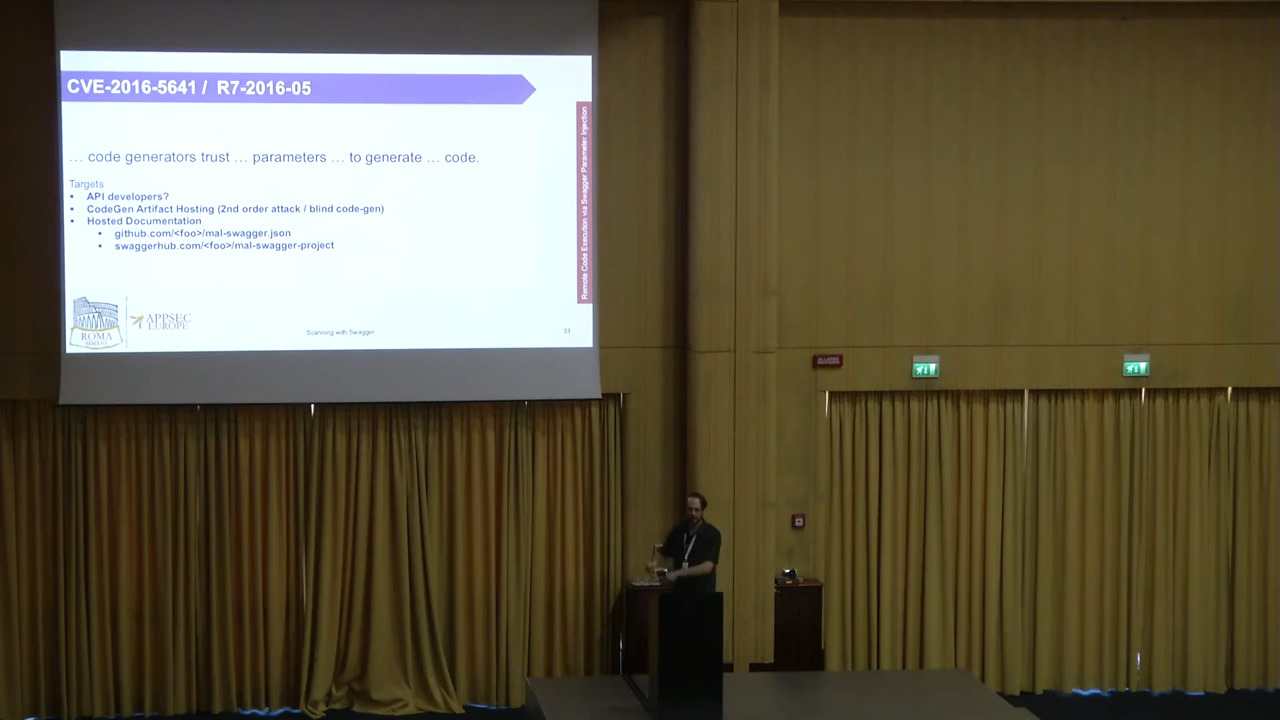 CVE-2016-5641 / R7-2016-05
... code generators trust ... parameters ... to generate ... code.
Targets
• API developers?
• CodeGen Artifact Hosting (2nd order attack / blind code-gen)
• Hosted Documentation
• github.com/<foo>/mal-swagger.json
• swaggerhub.com/<foo>/mal-swagger-project
Remote Code Execution via Swagger Parameter Injection
ROMA
APPSEC
EUROPE
Scanning with Swagger
33